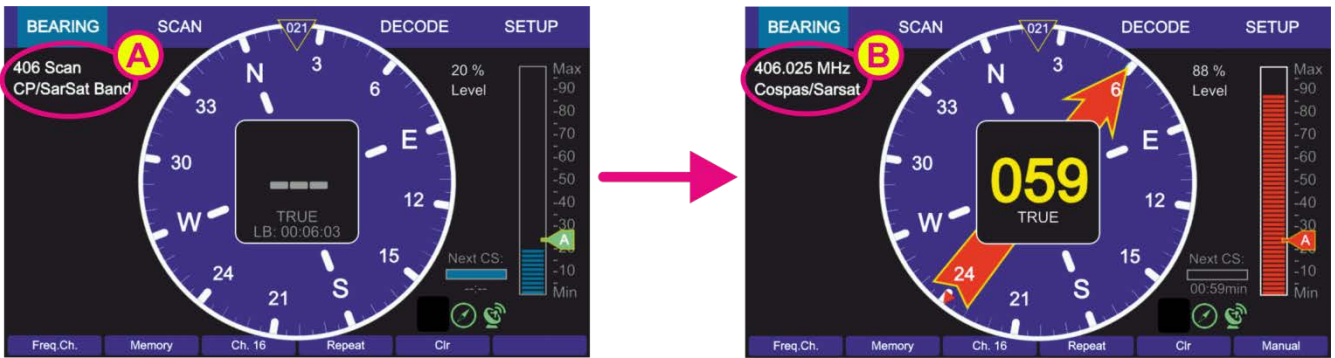 BEARING SCAN 021 DECODE SETUP
A
406 Scan
CP/SarSat Band
20 %
Level
N 3 6 E 12 15 S 21 24 W 30 33
---
TRUE
LB: 00:06:03
Max
-90
-80
-70
-60
-50
-40
-30
A
-10
Min
Next CS:
--:--
Freq.Ch. Memory Ch. 16 Repeat Clr
BEARING SCAN 021 DECODE SETUP
B
406.025 MHz
Cospas/Sarsat
88 %
Level
N 3 6 E 12 15 S 21 24 W 30 33
059
TRUE
Max
-90
-80
-70
-60
-50
-40
-30
A
-10
Min
Next CS:
00:59min
Freq.Ch. Memory Ch. 16 Repeat Clr Manual